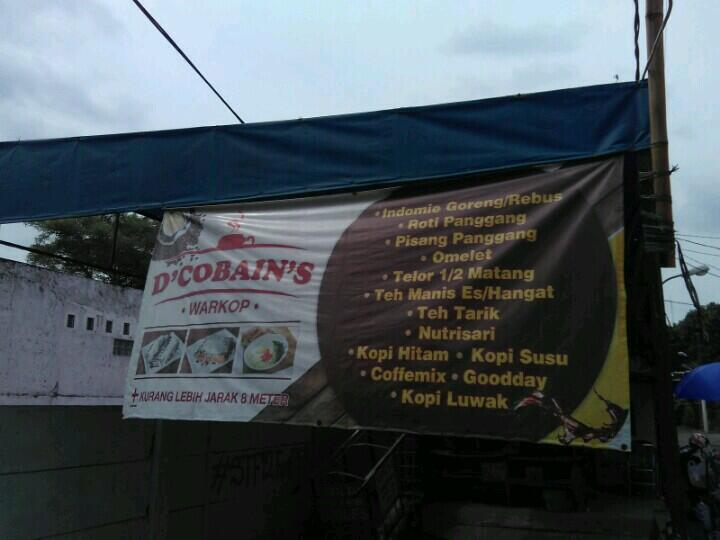 D'COBAIN'S
• WARKOP •
± KURANG LEBIH JARAK 8 METER
• Indomie Goreng/Rebus
• Roti Panggang
• Pisang Panggang
• Omelet
• Telor 1/2 Matang
• Teh Manis Es/Hangat
• Teh Tarik
• Nutrisari
• Kopi Hitam • Kopi Susu
• Coffemix • Goodday
• Kopi Luwak